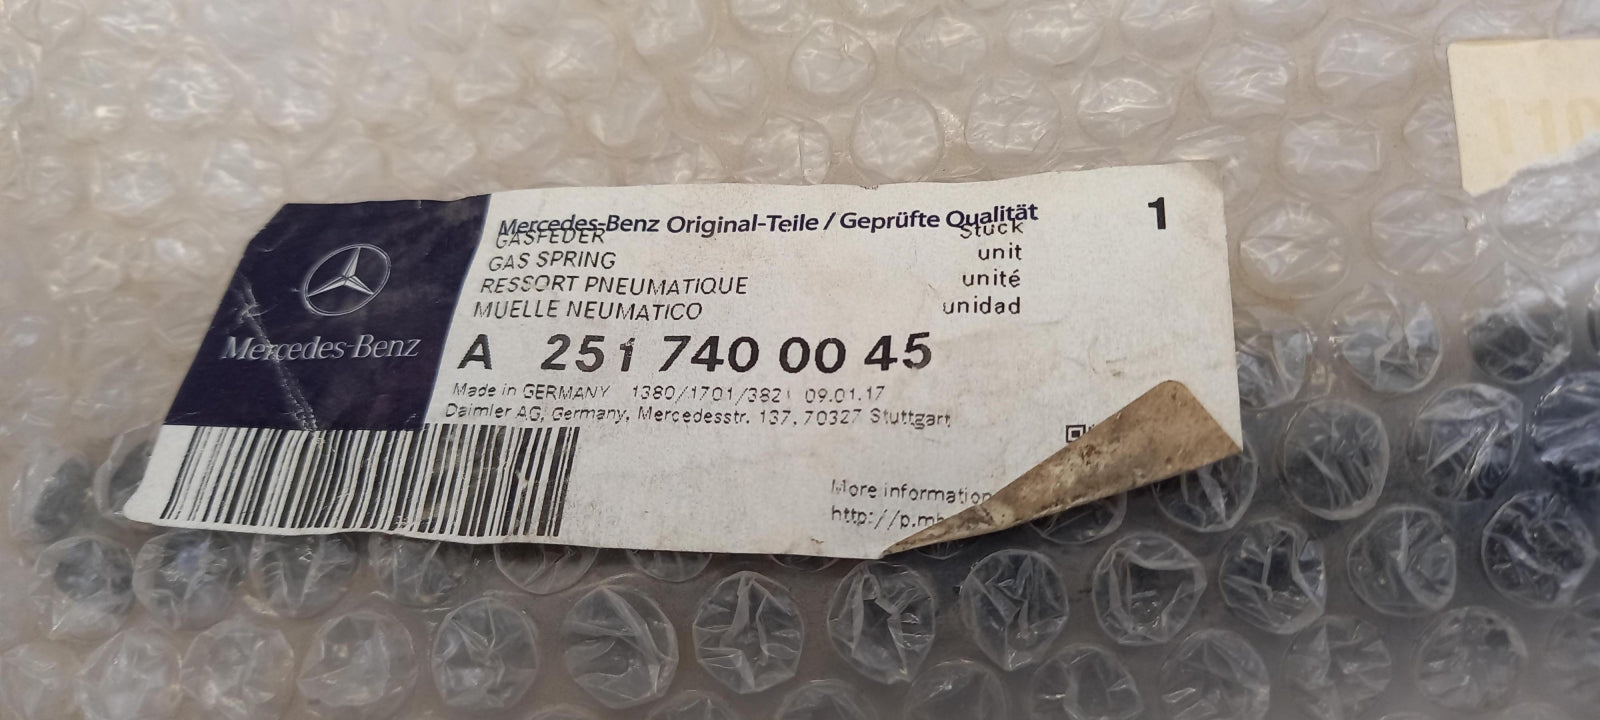 Mercedes-Benz Original-Teile / Geprüfte Qualität 1
GASFEDER Stück
GAS SPRING unit
RESSORT PNEUMATIQUE unité
MUELLE NEUMATICO unidad
Mercedes-Benz
A 251 740 00 45
Made in GERMANY 1380/1701/382 09.01.17
Daimler AG, Germany, Mercedesstr. 137, 70327 Stuttgart
More information
http://p.mb